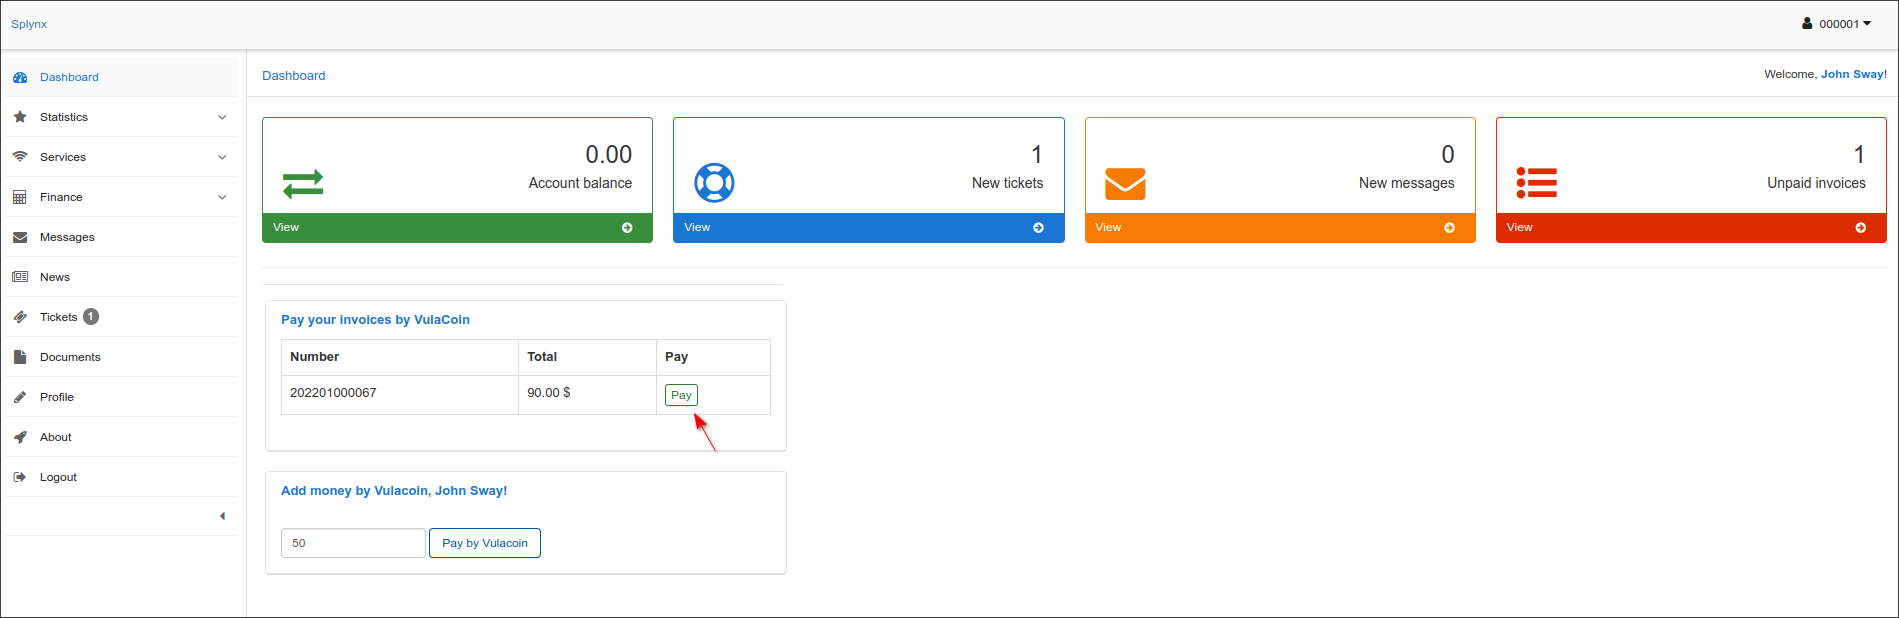 Splynx
000001
Dashboard
Statistics
Services
Finance
Messages
News
Tickets 1
Documents
Profile
About
Logout
Dashboard
Welcome, John Sway!
0.00
Account balance
View
1
New tickets
View
0
New messages
View
1
Unpaid invoices
View
Pay your invoices by VulaCoin
Number Total Pay
202201000067 90.00 $ Pay
Add money by Vulacoin, John Sway!
50 Pay by Vulacoin